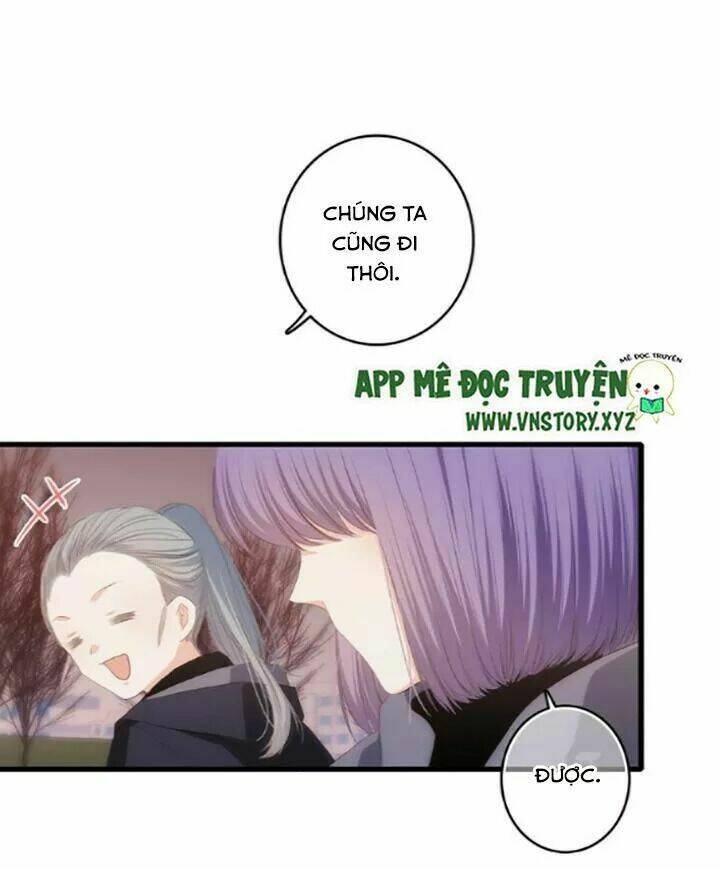 CHÚNG TA
CŨNG ĐI
THÔI.
MÊ ĐỌC TRUYỆN
APP MÊ ĐỌC TRUYỆN
WWW.VNSTORY.XYZ
ĐƯỢC.